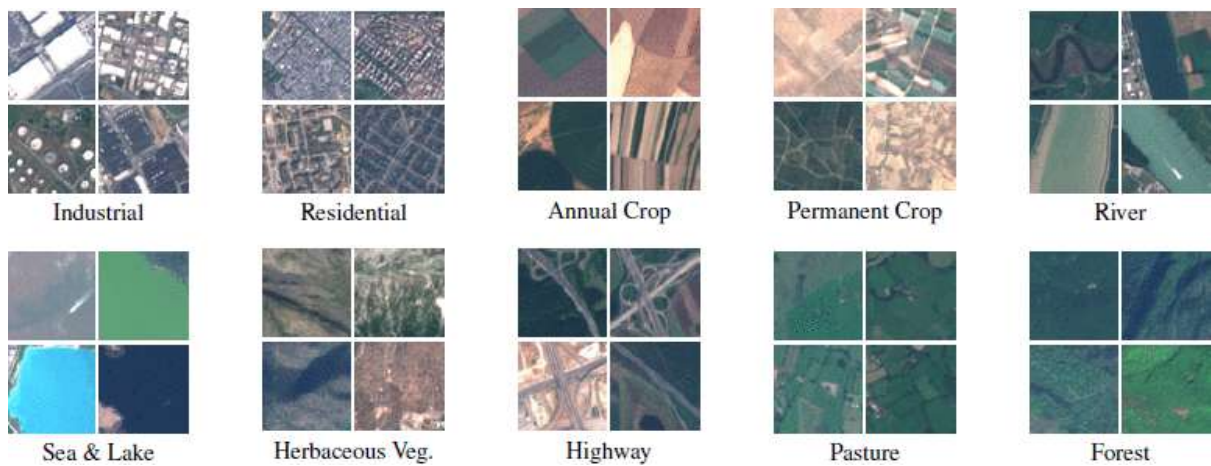 Industrial
Residential
Annual Crop
Permanent Crop
River
Sea & Lake
Herbaceous Veg.
Highway
Pasture
Forest